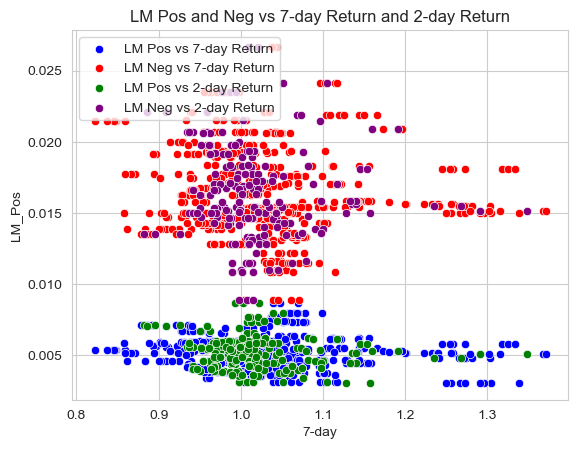 LM Pos and Neg vs 7-day Return and 2-day Return
LM Pos vs 7-day Return
LM Neg vs 7-day Return
LM Pos vs 2-day Return
LM Neg vs 2-day Return
0.025
0.020
0.015
0.010
0.005
LM_Pos
0.8 0.9 1.0 1.1 1.2 1.3
7-day